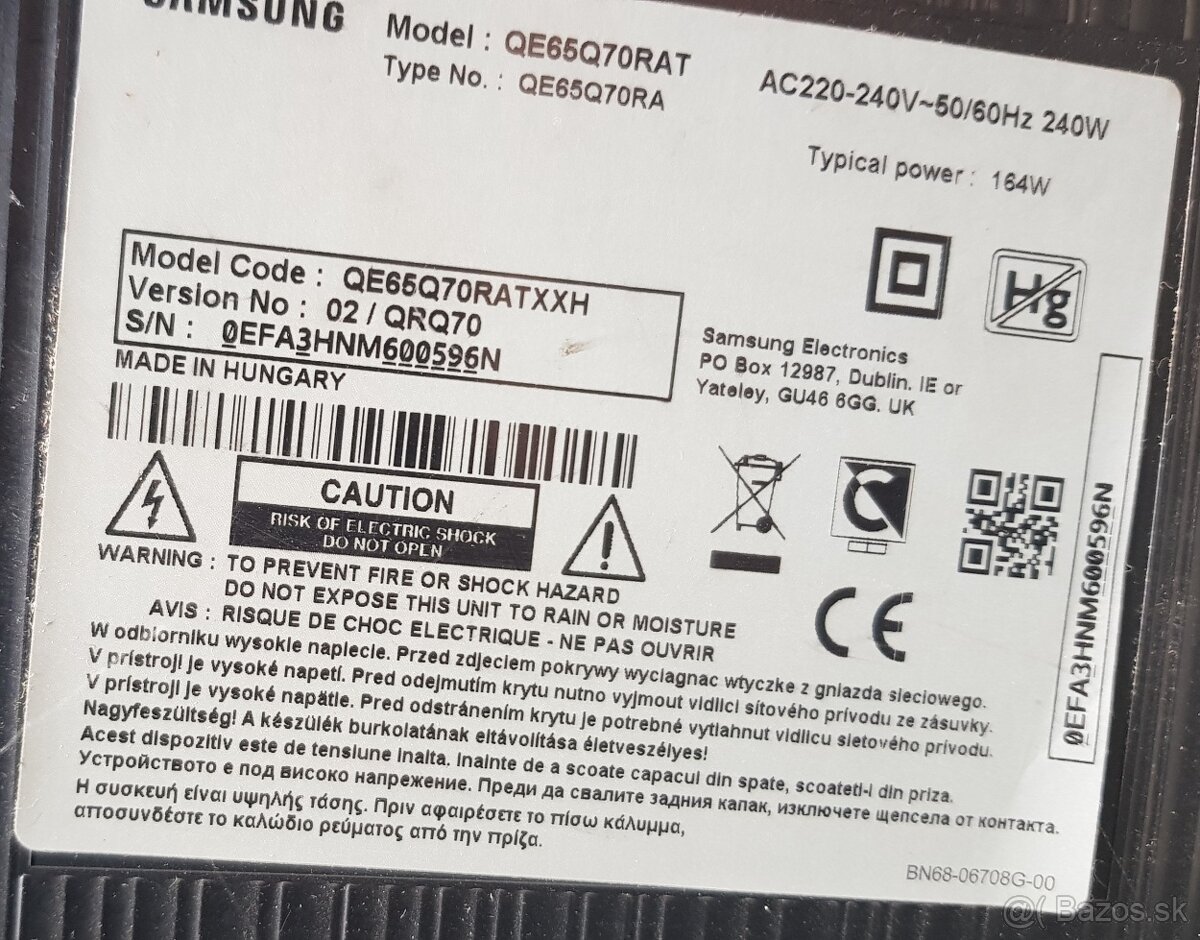 SAMSUNG
Model : QE65Q70RAT
Type No. : QE65Q70RA
AC220-240V~50/60Hz 240W
Typical power : 164W
Model Code : QE65Q70RATXXH
Version No : 02 / QRQ70
S/N : 0EFA3HNM600596N
MADE IN HUNGARY
Hg
Samsung Electronics
PO Box 12987, Dublin. IE or
Yateley, GU46 6GG. UK
CAUTION
RISK OF ELECTRIC SHOCK
DO NOT OPEN
0EFA3HNM600596N
WARNING : TO PREVENT FIRE OR SHOCK HAZARD
DO NOT EXPOSE THIS UNIT TO RAIN OR MOISTURE
AVIS : RISQUE DE CHOC ELECTRIQUE - NE PAS OUVRIR
CE
W odbiorniku wysokie napiecie. Przed zdjeciem pokrywy wyciagnac wtyczke z gniazda sieciowego.
V prístroji je vysoké napetí. Pred odejmutím krytu nutno vyjmout vidlici sítového prívodu ze zásuvky.
V prístroji je vysoké napätie. Pred odstránením krytu je potrebné vytiahnut vidlicu sietového prívodu.
Nagyfeszültség! A készülék burkolatának eltávolítása életveszélyes!
Acest dispozitiv este de tensiune inalta. Inainte de a scoate capacul din spate, scoateti-l din priza.
Устройството е под високо напрежение. Преди да свалите задния капак, изключете щепсела от контакта.
Η συσκευή είναι υψηλής τάσης. Πριν αφαιρέσετε το πίσω κάλυμμα,
αποσυνδέστε το καλώδιο ρεύματος από την πρίζα.
BN68-06708G-00
@( Bazos.sk